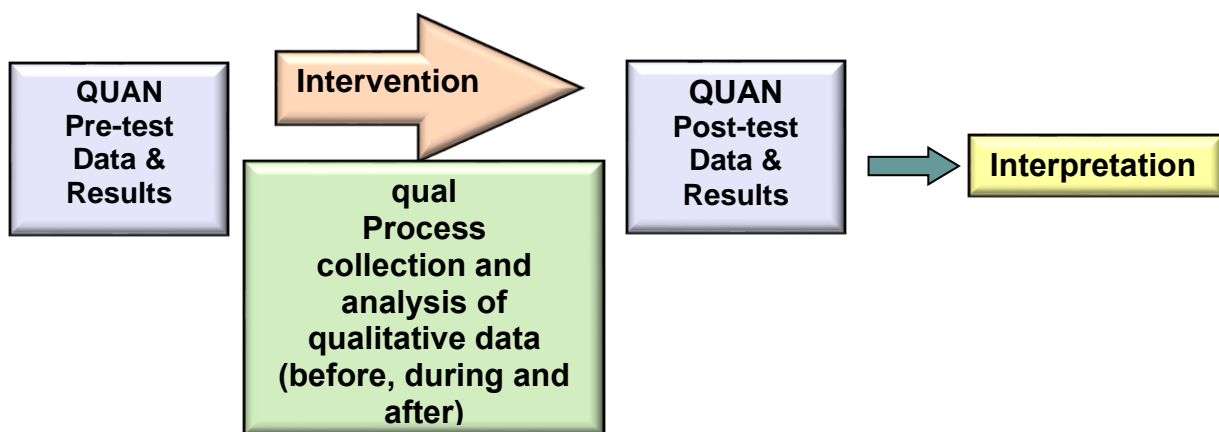 QUAN
Pre-test
Data &
Results
Intervention
qual
Process
collection and
analysis of
qualitative data
(before, during and
after)
QUAN
Post-test
Data &
Results
Interpretation